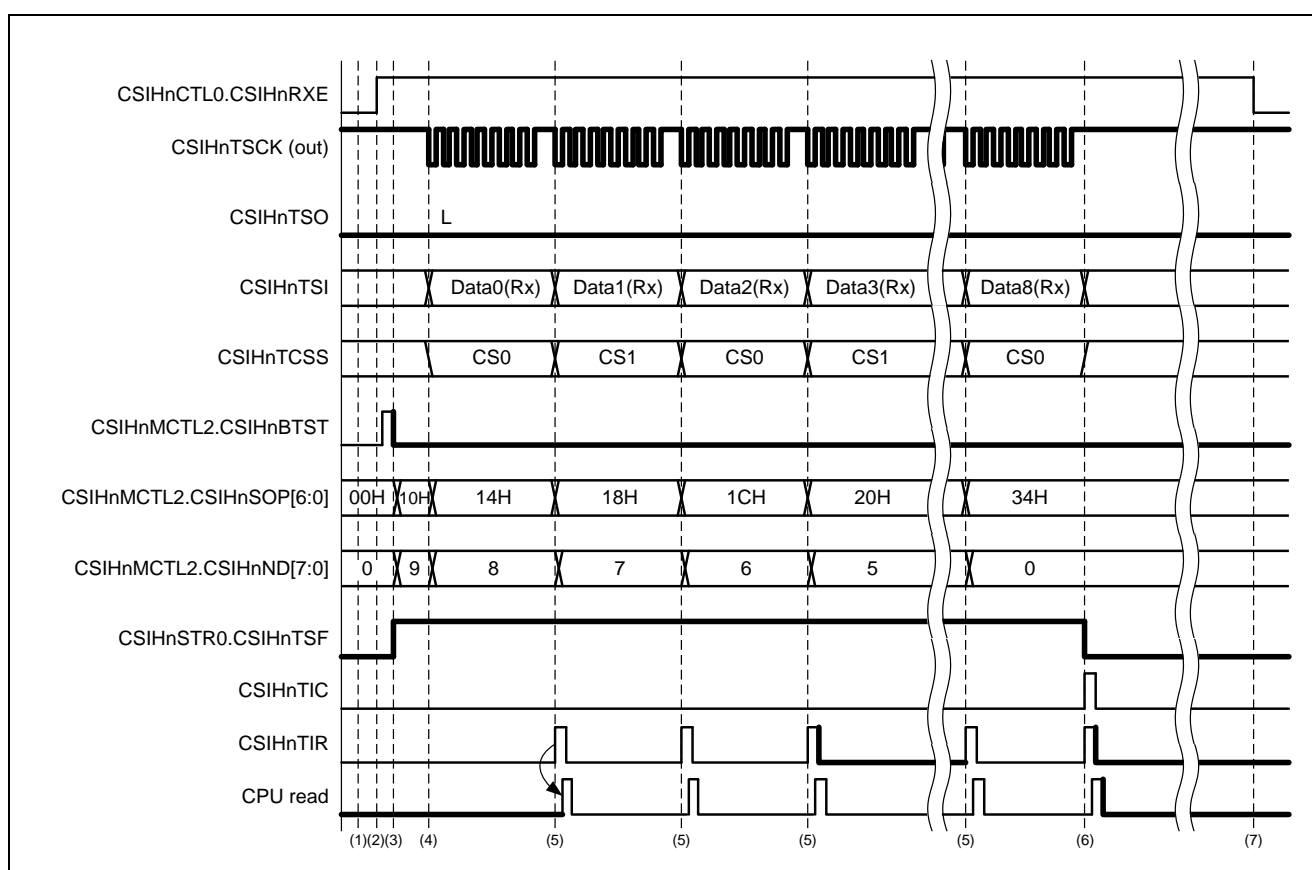 CSIHnCTL0.CSIHnRXE
CSIHnTSCK (out)
CSIHnTSO L
CSIHnTSI Data0(Rx) Data1(Rx) Data2(Rx) Data3(Rx) Data8(Rx)
CSIHnTCSS CS0 CS1 CS0 CS1 CS0
CSIHnMCTL2.CSIHnBTST
CSIHnMCTL2.CSIHnSOP[6:0] 00H 10H 14H 18H 1CH 20H 34H
CSIHnMCTL2.CSIHnND[7:0] 0 9 8 7 6 5 0
CSIHnSTR0.CSIHnTSF
CSIHnTIC
CSIHnTIR
CPU read
(1)(2)(3) (4) (5) (5) (5) (5) (6) (7)